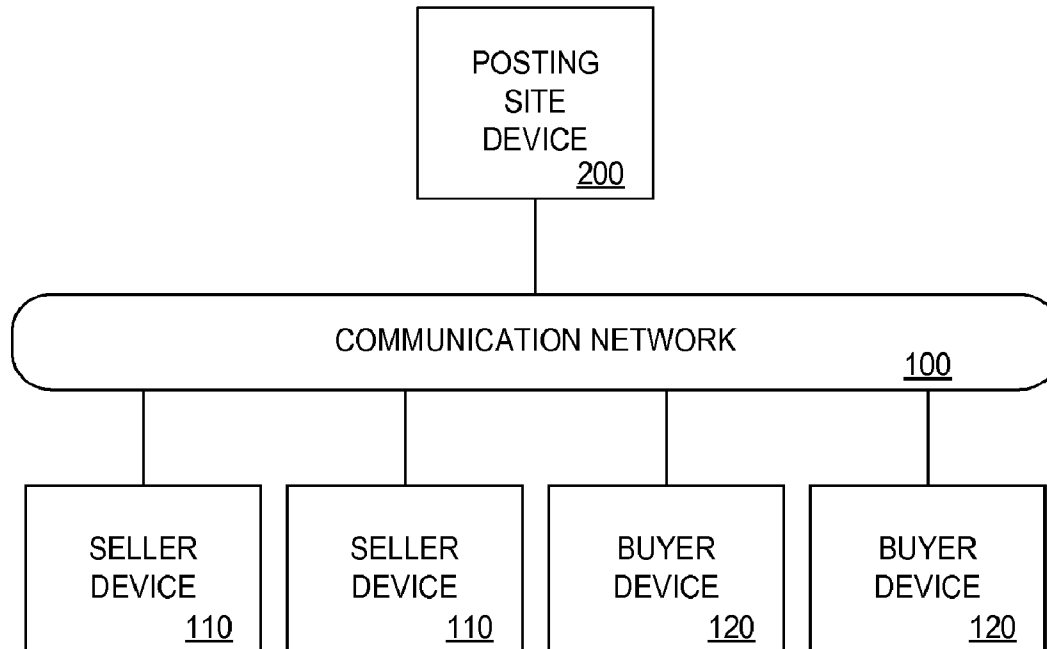 POSTING
SITE
DEVICE
200
COMMUNICATION NETWORK
100
SELLER
DEVICE
110
SELLER
DEVICE
110
BUYER
DEVICE
120
BUYER
DEVICE
120